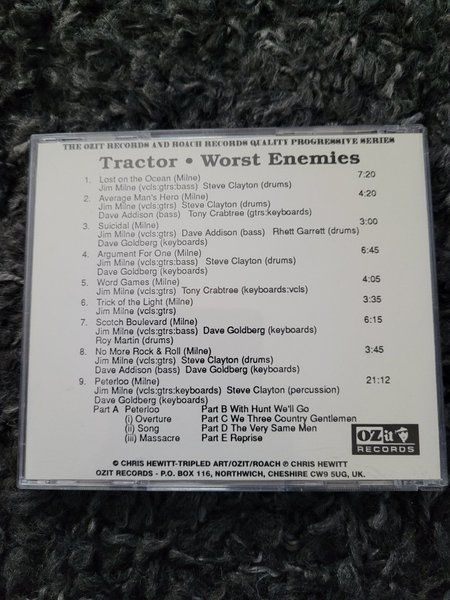 THE OZIT RECORDS AND ROACH RECORDS QUALITY PROGRESSIVE SERIES
Tractor • Worst Enemies
1. Lost on the Ocean (Milne) 7:20
Jim Milne (vcls:gtrs:bass) Steve Clayton (drums)
2. Average Man's Hero (Milne) 4:20
Jim Milne (vcls:gtrs) Steve Clayton (drums)
Dave Addison (bass) Tony Crabtree (gtrs:keyboards)
3. Suicidal (Milne) 3:00
Jim Milne (vcls:gtrs) Dave Addison (bass) Rhett Garrett (drums)
Dave Goldberg (keyboards)
4. Argument For One (Milne) 6:45
Jim Milne (vcls:gtrs:bass) Steve Clayton (drums)
Dave Goldberg (keyboards)
5. Word Games (Milne) 4:05
Jim Milne (vcls:gtrs) Tony Crabtree (keyboards:vcls)
6. Trick of the Light (Milne) 3:35
Jim Milne (vcls:gtrs)
7. Scotch Boulevard (Milne) 6:15
Jim Milne (vcls:gtrs:bass) Dave Goldberg (keyboards)
Roy Martin (drums)
8. No More Rock & Roll (Milne) 3:45
Jim Milne (vcls:gtrs) Steve Clayton (drums)
Dave Addison (bass) Dave Goldberg (keyboards)
9. Peterloo (Milne) 21:12
Jim Milne (vcls:gtrs:keyboards) Steve Clayton (percussion)
Dave Goldberg (keyboards)
Part A Peterloo Part B With Hunt We'll Go
(i) Overture Part C We Three Country Gentlemen
(ii) Song Part D The Very Same Men
(iii) Massacre Part E Reprise
OZit
RECORDS
© CHRIS HEWITT-TRIPLED ART/OZIT/ROACH ℗ CHRIS HEWITT
OZIT RECORDS - P.O. BOX 116, NORTHWICH, CHESHIRE CW9 5UG, UK.